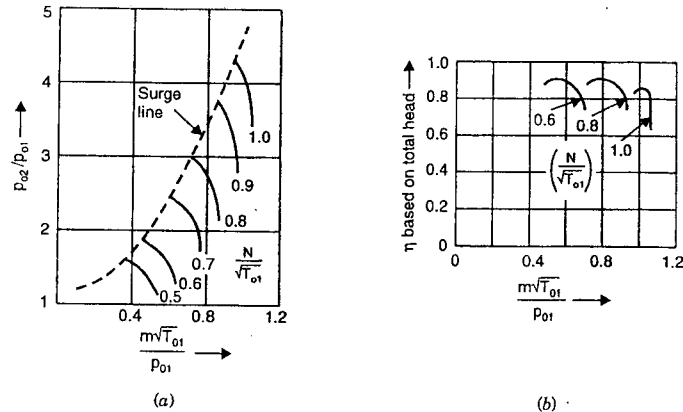 5
4
3
2
1
p02/p01 →
Surge
line
1.0
0.9
0.8
0.7
0.6
0.5
N
√To1
0.4 0.8 1.2
m√T01
p01 →
(a)
η based on total head →
1.0
0.8
0.6
0.4
0.2
0
0.6 0.8
1.0
(N/√To1)
0 0.4 0.8 1.2
m√T01
p01 →
(b)